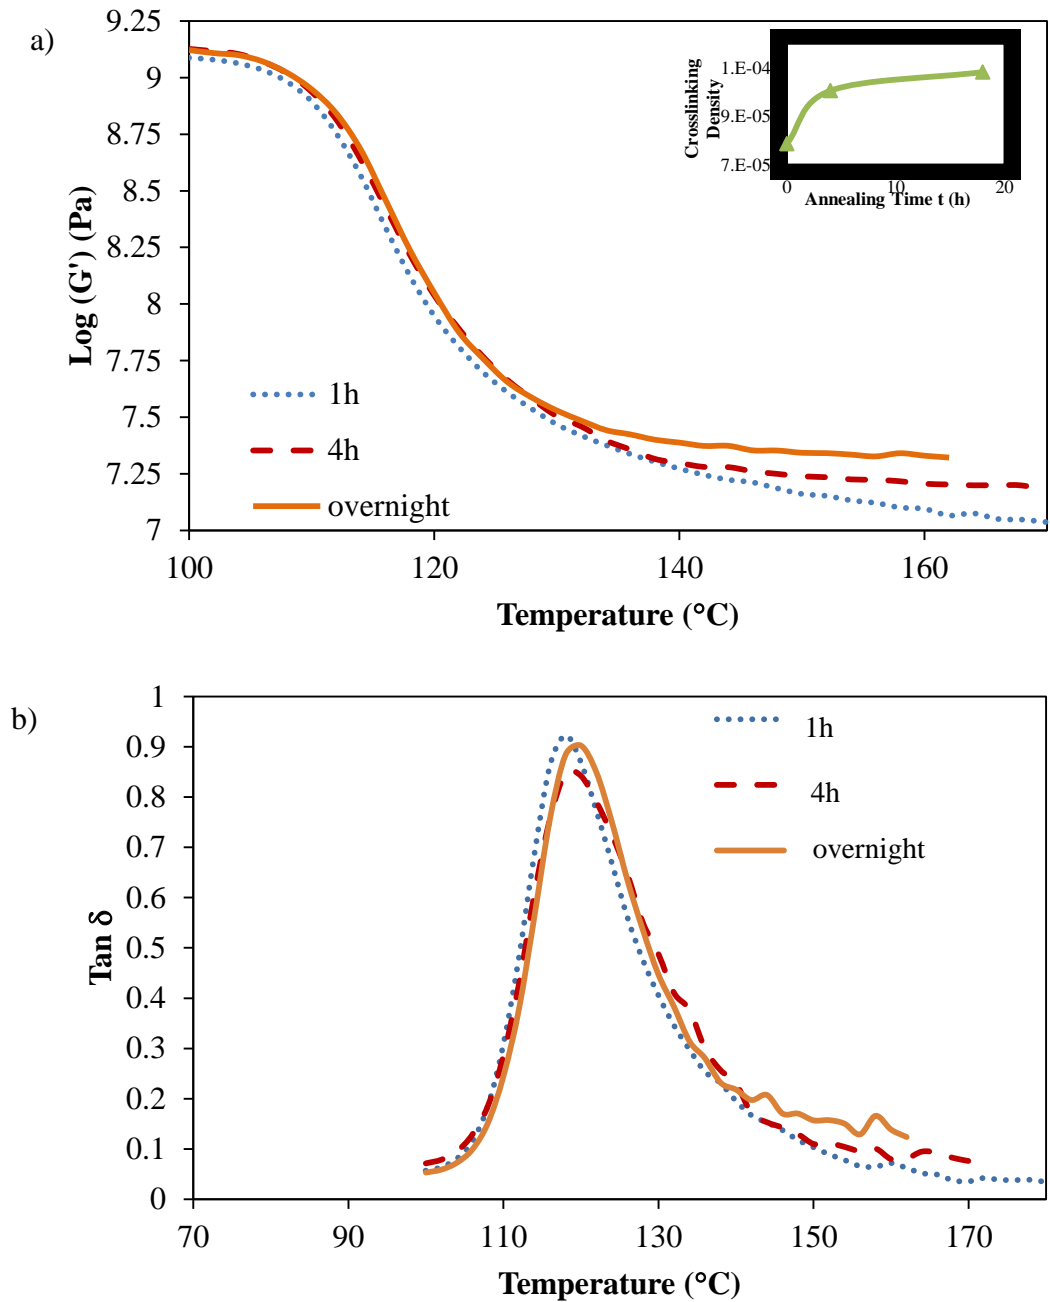 a)
9.25
9
8.75
8.5
8.25
8
7.75
7.5
7.25
7
Log (G') (Pa)
100
120
140
160
Temperature (°C)
1h
4h
overnight
Crosslinking
Density
1.E-04
9.E-05
7.E-05
0
10
20
Annealing Time t (h)
b)
1
0.9
0.8
0.7
0.6
0.5
0.4
0.3
0.2
0.1
0
Tan δ
70
90
110
130
150
170
Temperature (°C)
1h
4h
overnight